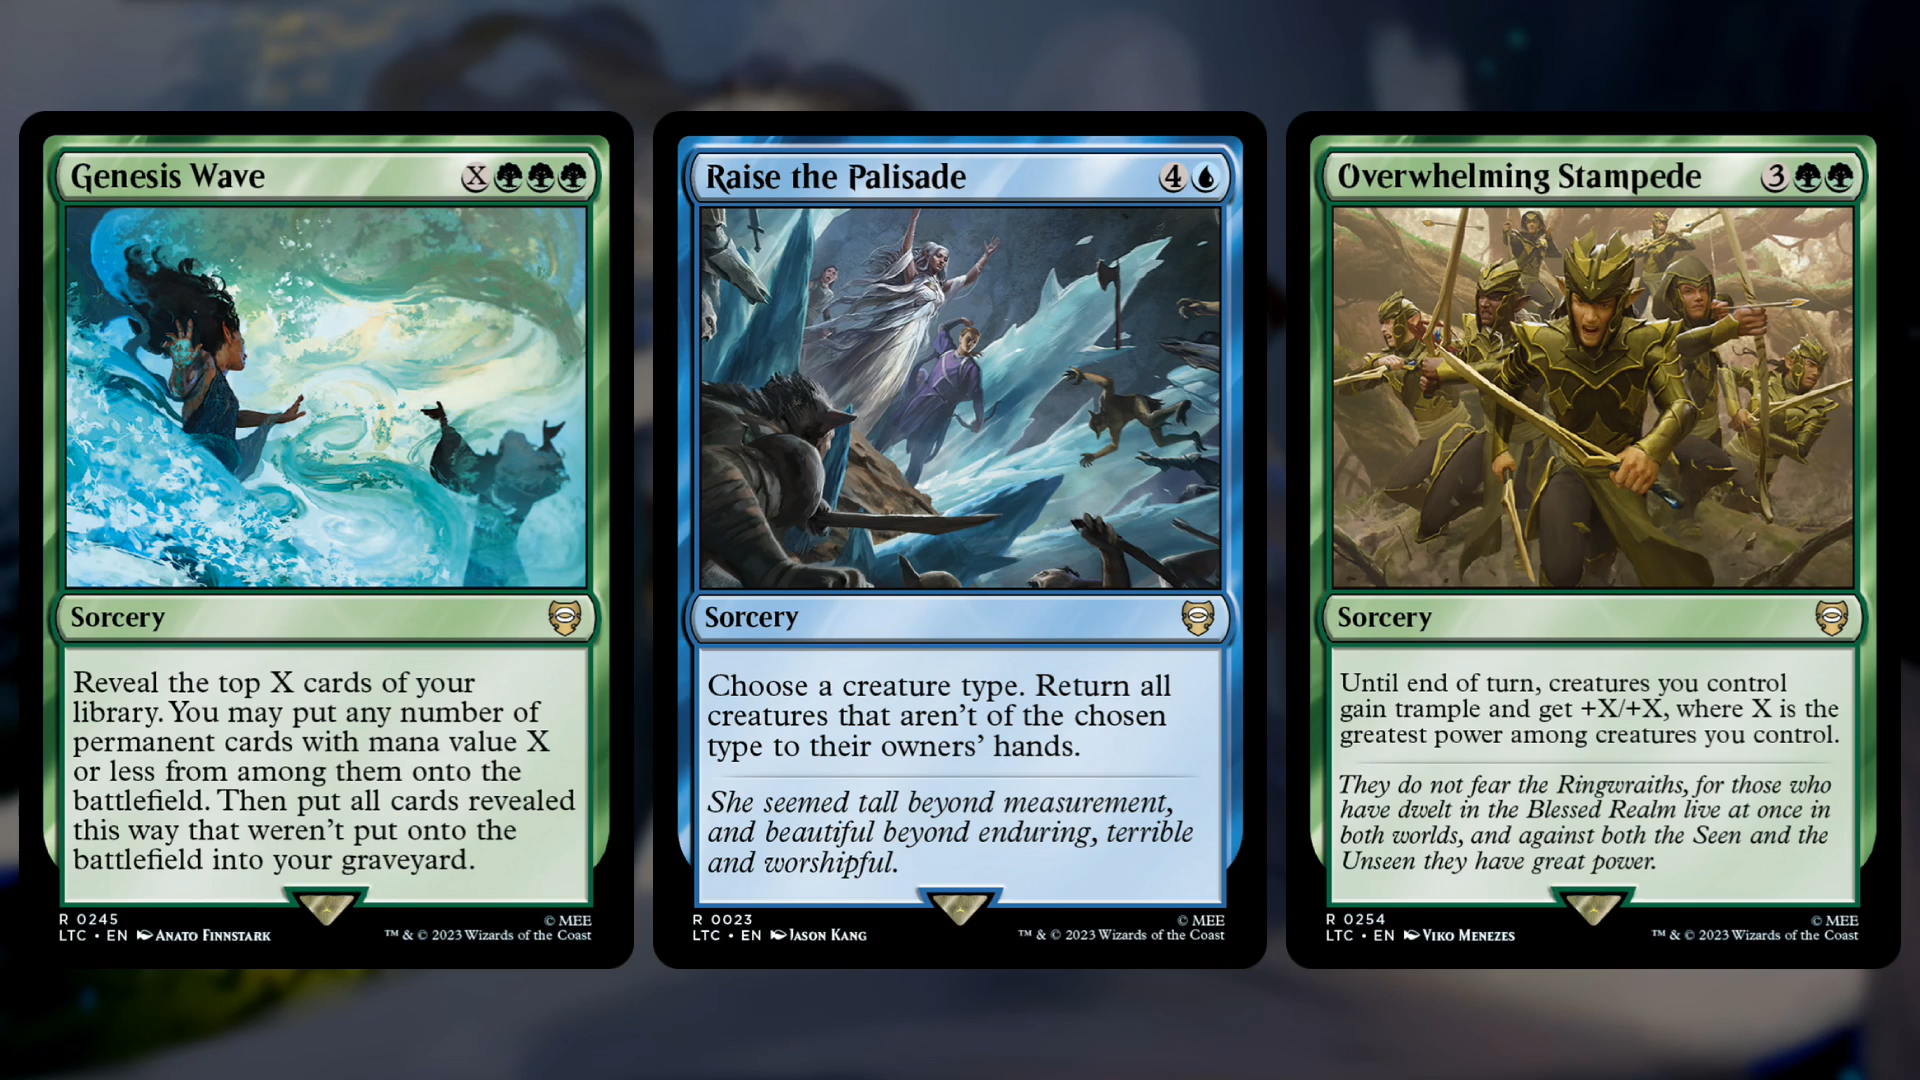 Genesis Wave X
Sorcery
Reveal the top X cards of your
library. You may put any number of
permanent cards with mana value X
or less from among them onto the
battlefield. Then put all cards revealed
this way that weren't put onto the
battlefield into your graveyard.
R 0245
LTC • EN ANATO FINNSTARK
© MEE
™ & © 2023 Wizards of the Coast
Raise the Palisade 4
Sorcery
Choose a creature type. Return all
creatures that aren't of the chosen
type to their owners' hands.
She seemed tall beyond measurement,
and beautiful beyond enduring, terrible
and worshipful.
R 0023
LTC • EN JASON KANG
© MEE
™ & © 2023 Wizards of the Coast
Overwhelming Stampede 3
Sorcery
Until end of turn, creatures you control
gain trample and get +X/+X, where X is the
greatest power among creatures you control.
They do not fear the Ringwraiths, for those who
have dwelt in the Blessed Realm live at once in
both worlds, and against both the Seen and the
Unseen they have great power.
R 0254
LTC • EN VIKO MENEZES
© MEE
™ & © 2023 Wizards of the Coast